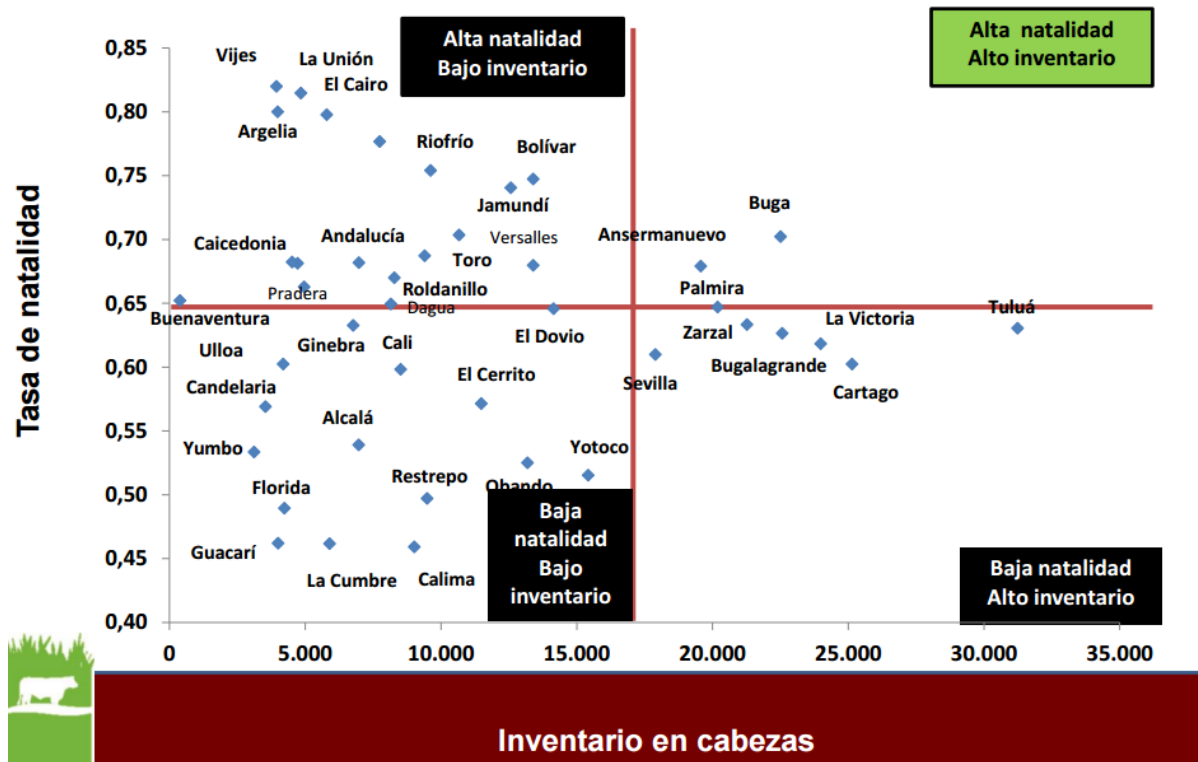 Alta natalidad
Bajo inventario
Alta natalidad
Alto inventario
Tasa de natalidad
0,85
0,80
0,75
0,70
0,65
0,60
0,55
0,50
0,45
0,40
Vijes
La Unión
El Cairo
Argelia
Riofrío
Bolívar
Jamundí
Buga
Caicedonia
Andalucía
Versalles
Ansermanuevo
Toro
Pradera
Roldanillo
Palmira
Dagua
Tuluá
Buenaventura
El Dovio
La Victoria
Ulloa
Ginebra
Cali
Zarzal
Bugalagrande
Candelaria
El Cerrito
Sevilla
Cartago
Alcalá
Yumbo
Yotoco
Florida
Restrepo
Obando
Guacarí
La Cumbre
Calima
Baja
natalidad
Bajo
inventario
Baja natalidad
Alto inventario
0
5.000
10.000
15.000
20.000
25.000
30.000
35.000
Inventario en cabezas